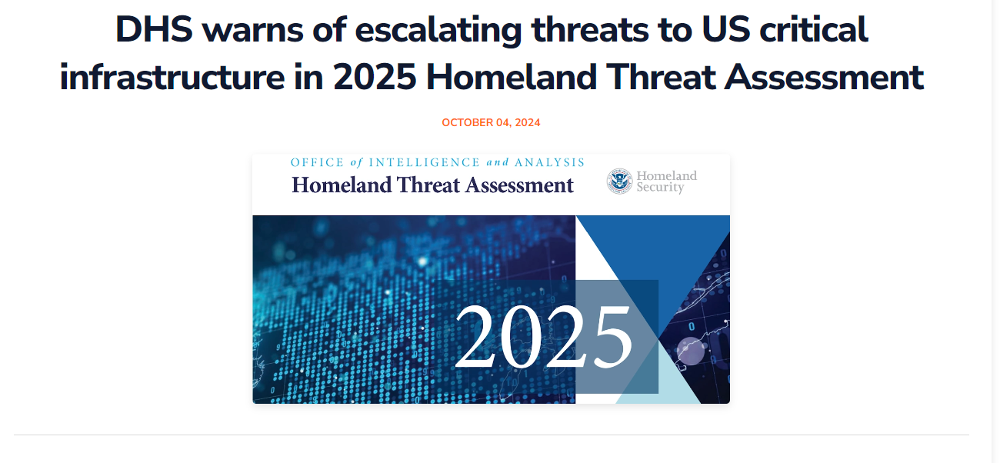 DHS warns of escalating threats to US critical
infrastructure in 2025 Homeland Threat Assessment
OCTOBER 04, 2024
OFFICE of INTELLIGENCE and ANALYSIS
Homeland Threat Assessment
Homeland
Security
2025